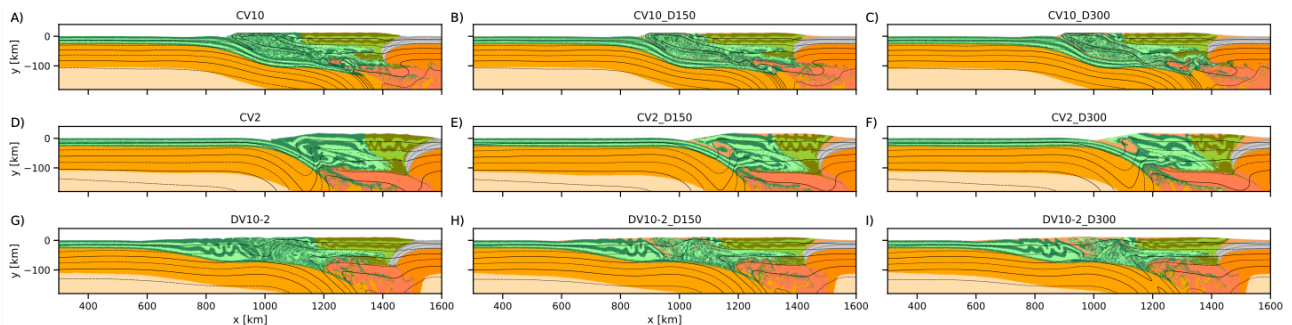 A) CV10 B) CV10_D150 C) CV10_D300
y [km] 0 −100
D) CV2 E) CV2_D150 F) CV2_D300
y [km] 0 −100
G) DV10-2 H) DV10-2_D150 I) DV10-2_D300
y [km] 0 −100
400 600 800 1000 1200 1400 1600 400 600 800 1000 1200 1400 1600 400 600 800 1000 1200 1400 1600
x [km] x [km] x [km]